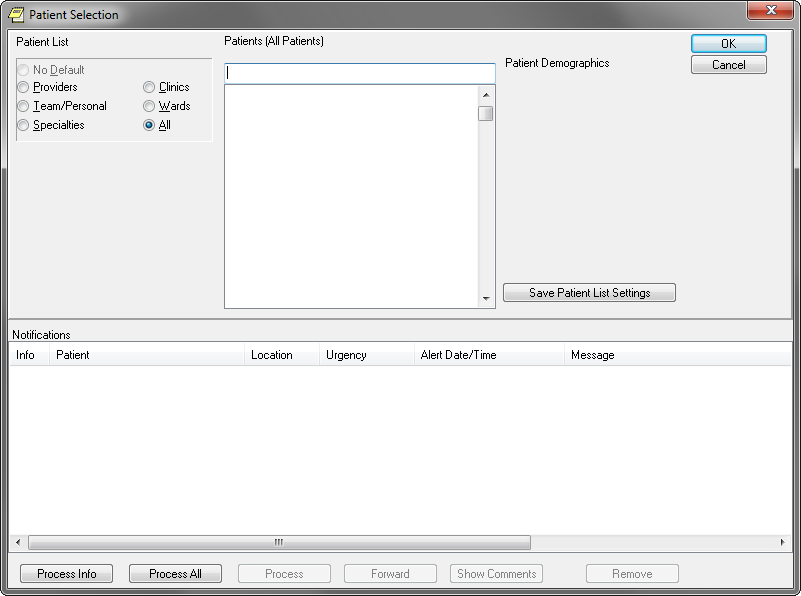 Patient Selection
Patient List
Patients (All Patients)
OK
Patient Demographics
Cancel
No Default
Providers
Clinics
Team/Personal
Wards
Specialties
All
Save Patient List Settings
Notifications
Info Patient Location Urgency Alert Date/Time Message
Process Info Process All Process Forward Show Comments Remove